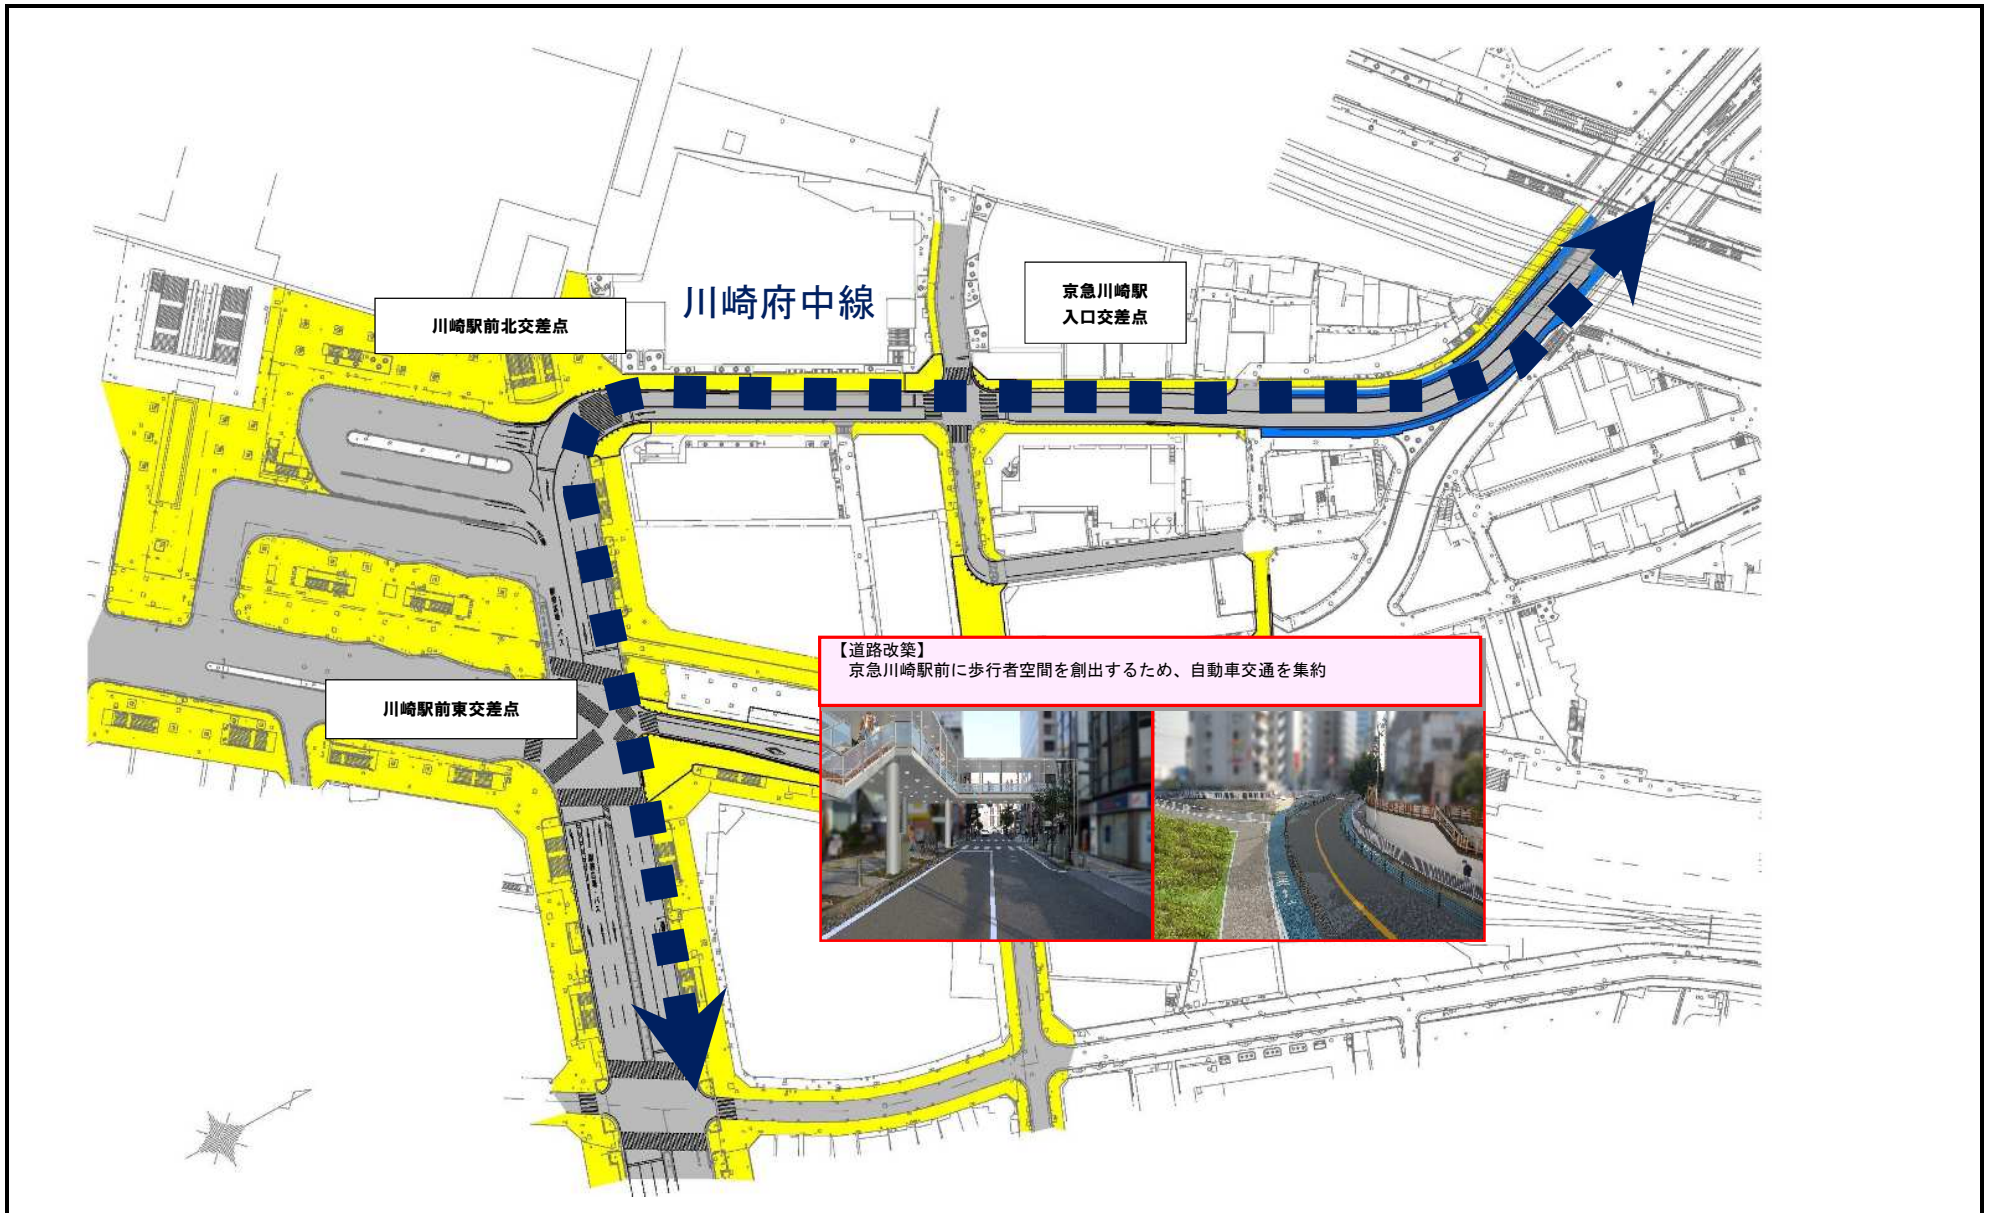 川崎府中線
京急川崎駅
入口交差点
川崎駅前北交差点
【道路改築】
京急川崎駅前に歩行者空間を創出するため、自動車交通を集約
川崎駅前東交差点